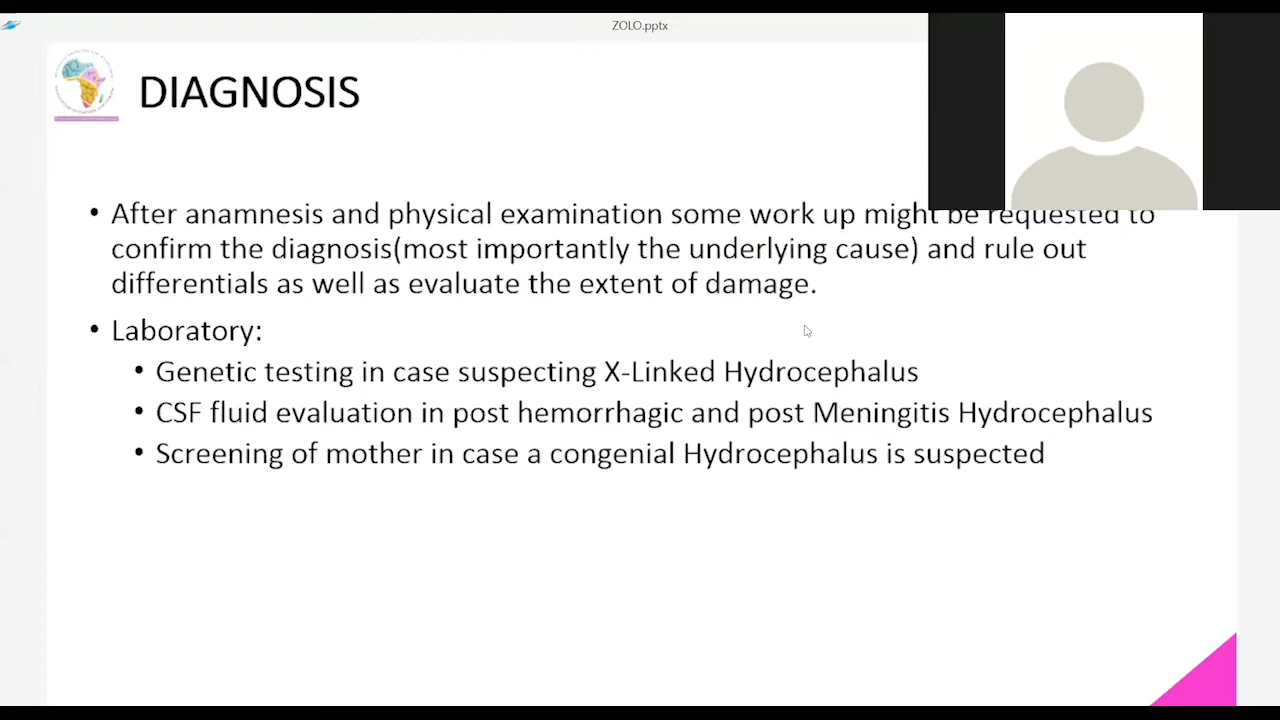 ZOLO.pptx
DIAGNOSIS
• After anamnesis and physical examination some work up might be requested to
confirm the diagnosis(most importantly the underlying cause) and rule out
differentials as well as evaluate the extent of damage.
• Laboratory:
• Genetic testing in case suspecting X-Linked Hydrocephalus
• CSF fluid evaluation in post hemorrhagic and post Meningitis Hydrocephalus
• Screening of mother in case a congenial Hydrocephalus is suspected